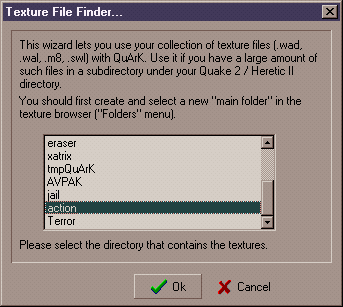 Texture File Finder...
This wizard lets you use your collection of texture files (.wad,
.wal, .m8, .swl) with QuArK. Use it if you have a large amount of
such files in a subdirectory under your Quake 2 / Heretic II
directory.
You should first create and select a new "main folder" in the
texture browser ("Folders" menu).
eraser
xatrix
tmpQuArK
AVPAK
jail
action
Terror
Please select the directory that contains the textures.
Ok
Cancel